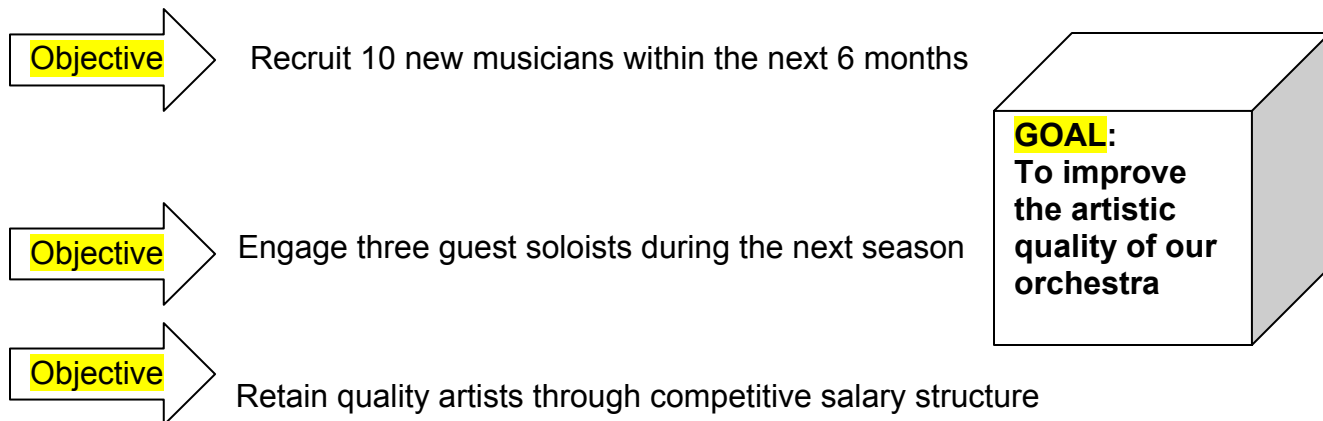 Objective Recruit 10 new musicians within the next 6 months
GOAL:
To improve
the artistic
quality of our
orchestra
Objective Engage three guest soloists during the next season
Objective Retain quality artists through competitive salary structure